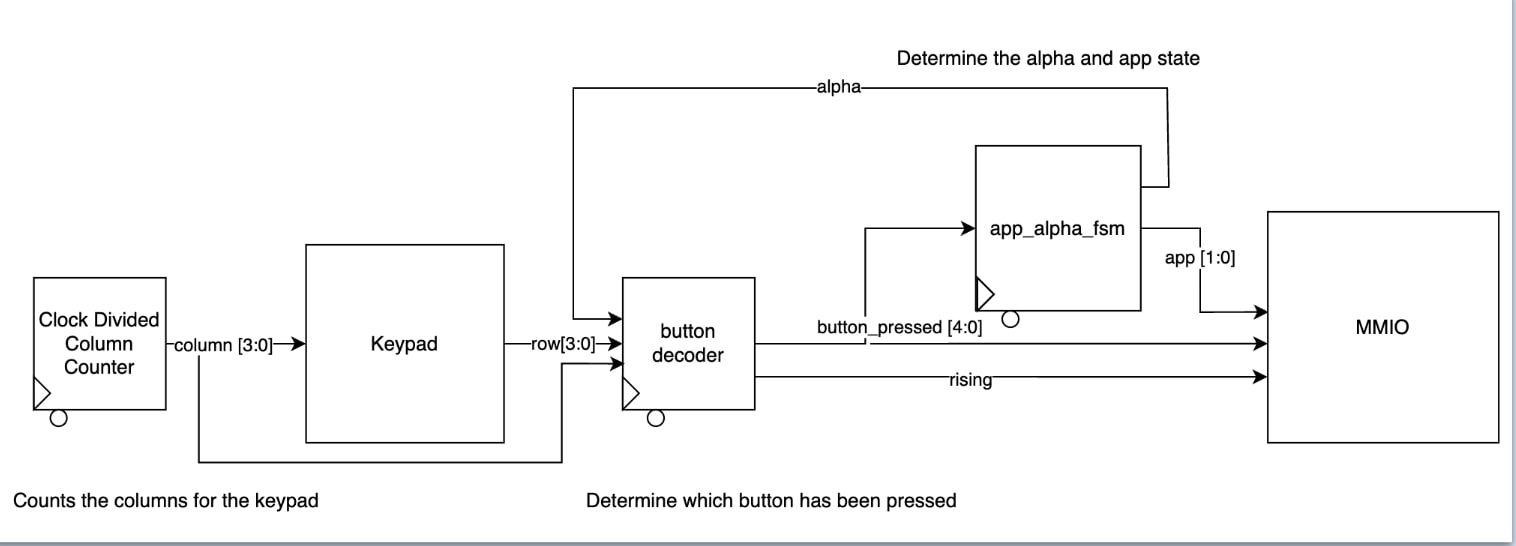 Determine the alpha and app state
alpha
app_alpha_fsm
app [1:0]
Clock Divided
Column
Counter
column [3:0]
Keypad
row[3:0]
button
decoder
button_pressed [4:0]
rising
MMIO
Counts the columns for the keypad
Determine which button has been pressed